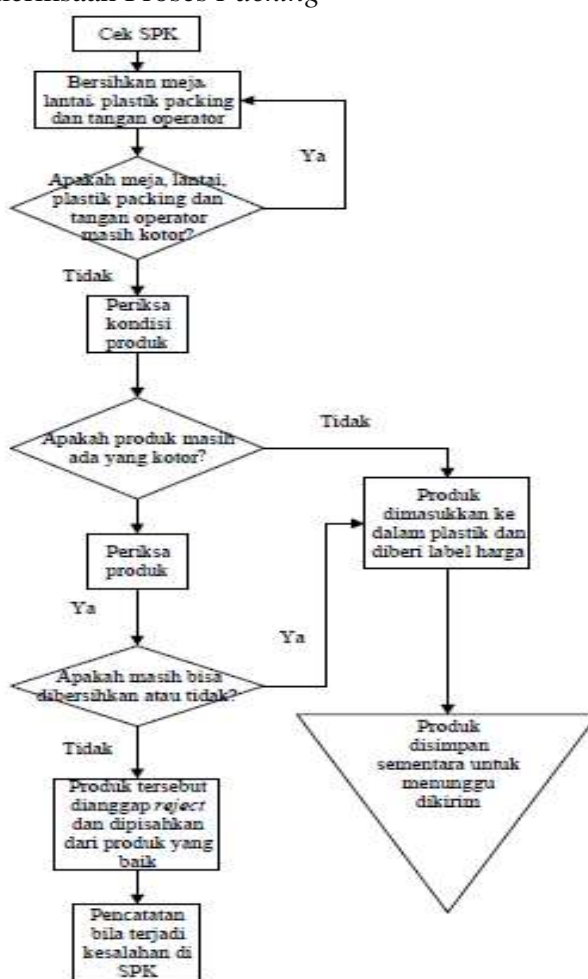 Proses Packing
Cek SPK
Bersihkan meja,
lantai, plastik packing
dan tangan operator
Ya
Apakah meja, lantai,
plastik packing dan
tangan operator
masih kotor?
Tidak
Periksa
kondisi
produk
Apakah produk masih
ada yang kotor?
Tidak
Produk
dimasukkan ke
dalam plastik dan
diberi label harga
Periksa
produk
Ya
Ya
Apakah masih bisa
dibersihkan atau tidak?
Tidak
Produk
disimpan
sementara untuk
menunggu
dikirim
Produk tersebut
dianggap reject
dan dipisahkan
dari produk yang
baik
Pencatatan
bila terjadi
kesalahan di
SPK